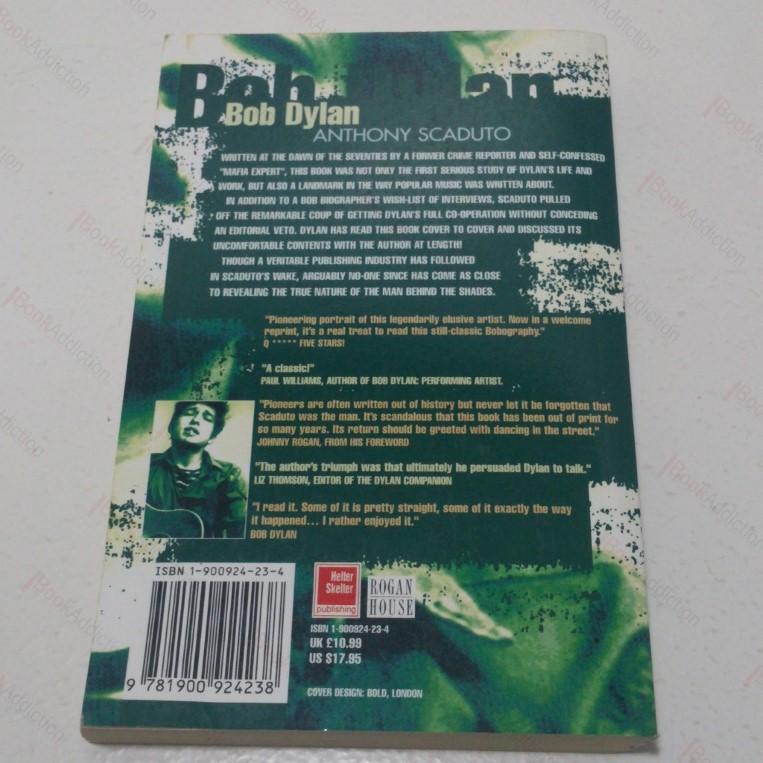 Bob Dylan
Bob Dylan
ANTHONY SCADUTO
WRITTEN AT THE DAWN OF THE SEVENTIES BY A FORMER CRIME REPORTER AND SELF-CONFESSED
"MAFIA EXPERT", THIS BOOK WAS NOT ONLY THE FIRST SERIOUS STUDY OF DYLAN'S LIFE AND
WORK, BUT ALSO A LANDMARK IN THE WAY POPULAR MUSIC WAS WRITTEN ABOUT.
IN ADDITION TO A BOB BIOGRAPHER'S WISH-LIST OF INTERVIEWS, SCADUTO PULLED
OFF THE REMARKABLE COUP OF GETTING DYLAN'S FULL CO-OPERATION WITHOUT CONCEDING
AN EDITORIAL VETO. DYLAN HAS READ THIS BOOK COVER TO COVER AND DISCUSSED ITS
UNCOMFORTABLE CONTENTS WITH THE AUTHOR AT LENGTH!
THOUGH A VERITABLE PUBLISHING INDUSTRY HAS FOLLOWED
IN SCADUTO'S WAKE, ARGUABLY NO-ONE SINCE HAS COME AS CLOSE
TO REVEALING THE TRUE NATURE OF THE MAN BEHIND THE SHADES.
"Pioneering portrait of this legendarily elusive artist. Now in a welcome
reprint, it's a real treat to read this still-classic Bobography."
Q ***** FIVE STARS!
"A classic!"
PAUL WILLIAMS, AUTHOR OF BOB DYLAN: PERFORMING ARTIST.
"Pioneers are often written out of history but never let it be forgotten that
Scaduto was the man. It's scandalous that this book has been out of print for
so many years. Its return should be greeted with dancing in the street."
JOHNNY ROGAN, FROM HIS FOREWORD
"The author's triumph was that ultimately he persuaded Dylan to talk."
LIZ THOMSON, EDITOR OF THE DYLAN COMPANION
"I read it. Some of it is pretty straight, some of it exactly the way
it happened... I rather enjoyed it."
BOB DYLAN
ISBN 1-900924-23-4
9 781900 924238
Helter
Skelter
publishing
ROGAN
HOUSE
ISBN 1-900924-23-4
UK £10.99
US $17.95
COVER DESIGN: BOLD, LONDON
BookAddiction